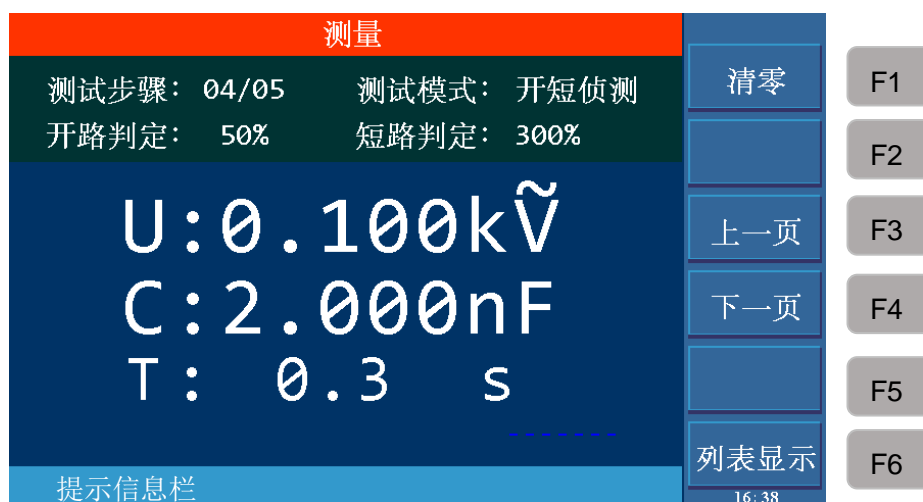 测量
测试步骤: 04/05 测试模式: 开短侦测
开路判定: 50% 短路判定: 300%
U:0.100kṼ
C:2.000nF
T: 0.3 s
-------
提示信息栏
清零
上一页
下一页
列表显示
16:38
F1
F2
F3
F4
F5
F6